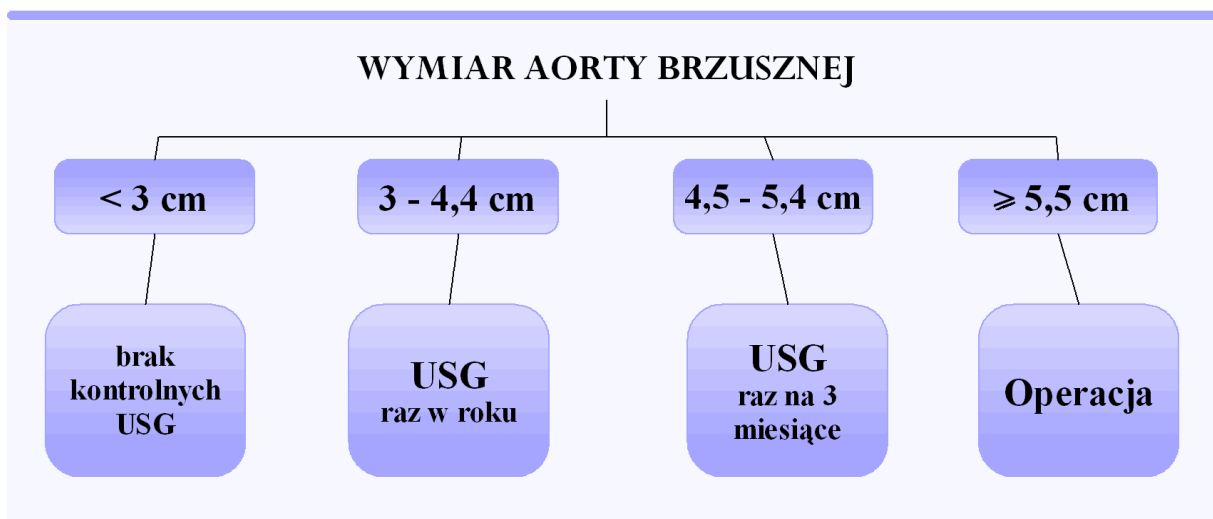 WYMIAR AORTY BRZUSZNEJ
< 3 cm
3 - 4,4 cm
4,5 - 5,4 cm
⩾ 5,5 cm
brak
kontrolnych
USG
USG
raz w roku
USG
raz na 3
miesiące
Operacja